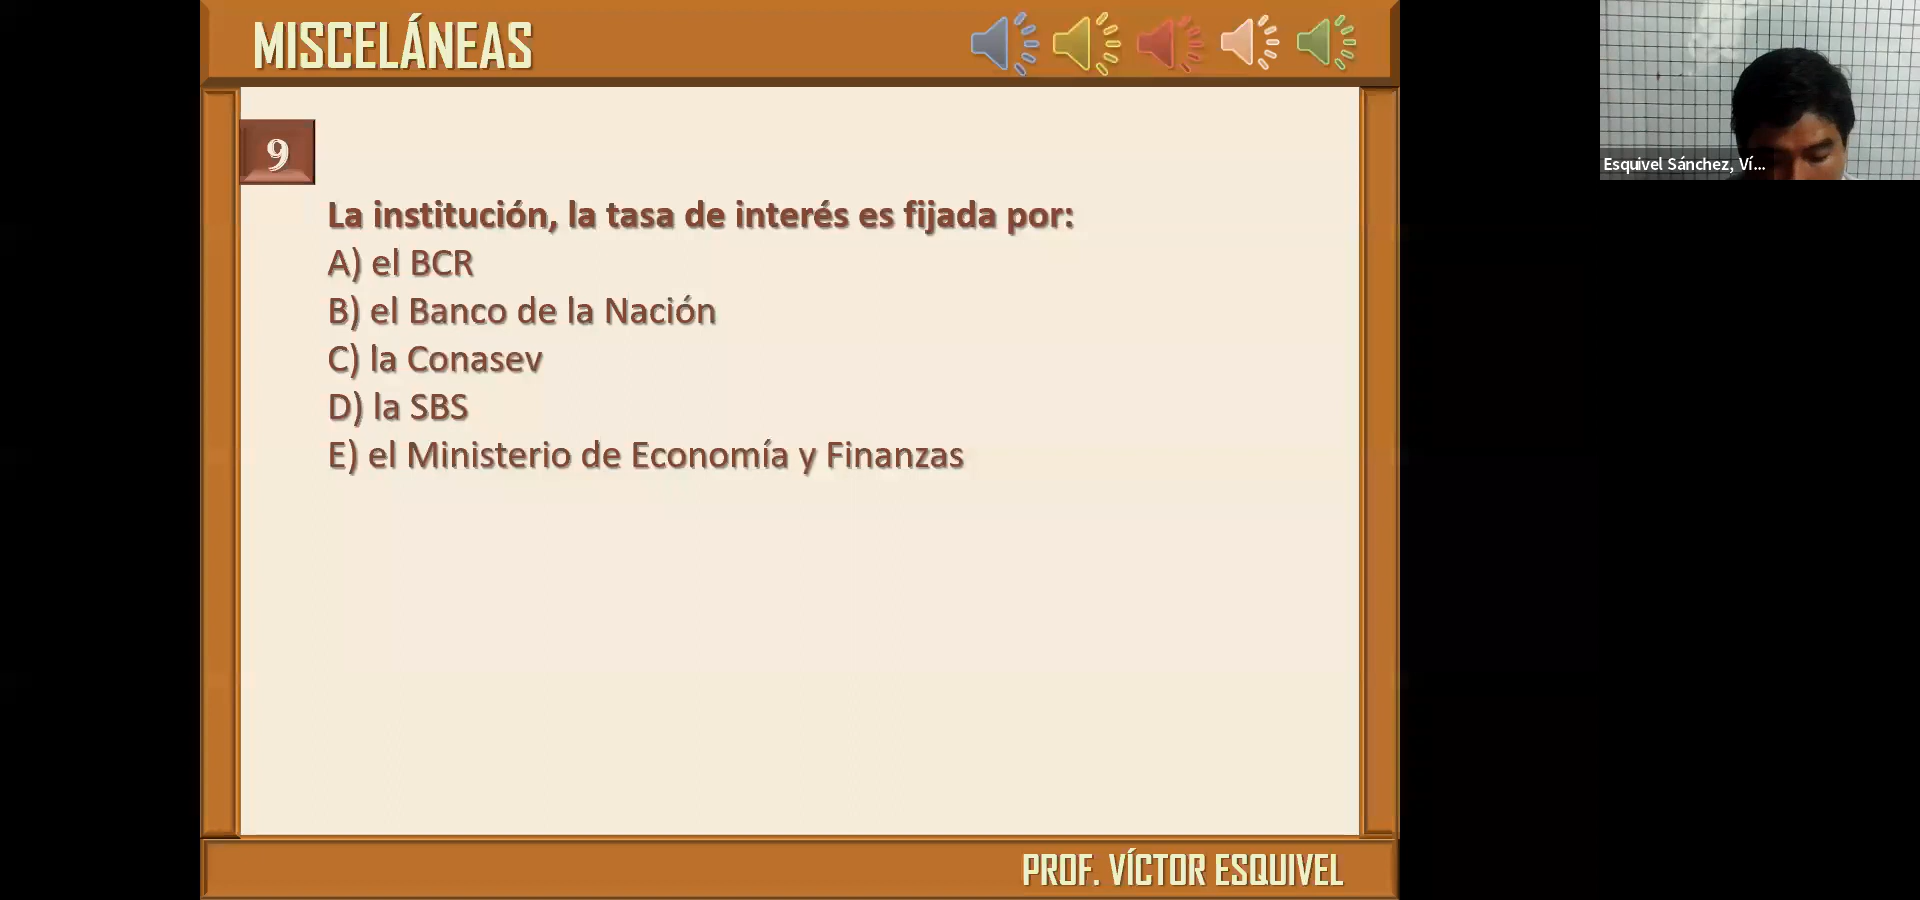 MISCELÁNEAS
9
La institución, la tasa de interés es fijada por:
A) el BCR
B) el Banco de la Nación
C) la Conasev
D) la SBS
E) el Ministerio de Economía y Finanzas
PROF. VÍCTOR ESQUIVEL
Esquivel Sánchez, Ví...